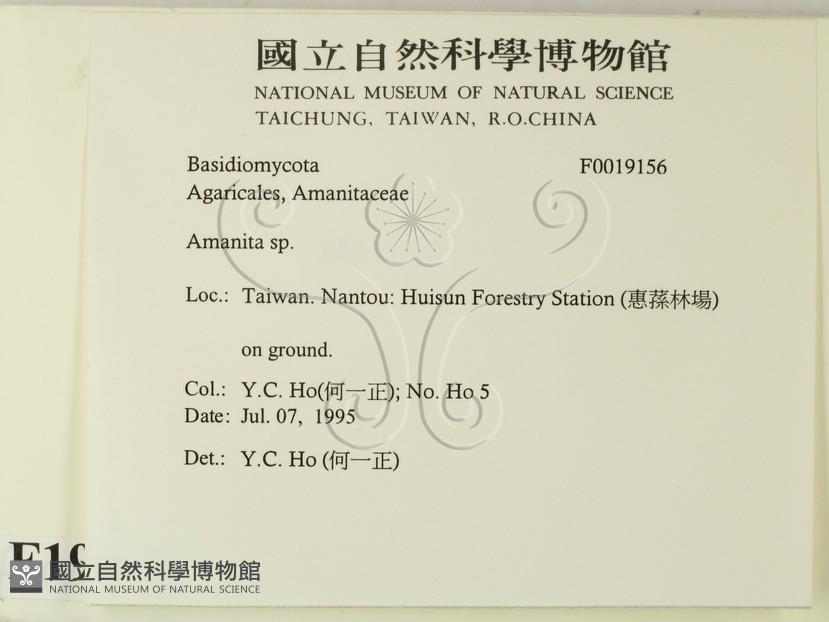 國立自然科學博物館
NATIONAL MUSEUM OF NATURAL SCIENCE
TAICHUNG, TAIWAN, R.O.CHINA
Basidiomycota F0019156
Agaricales, Amanitaceae
Amanita sp.
Loc.: Taiwan. Nantou: Huisun Forestry Station (惠蓀林場)
on ground.
Col.: Y.C. Ho(何一正); No. Ho 5
Date: Jul. 07, 1995
Det.: Y.C. Ho (何一正)
F19
國立自然科學博物館
NATIONAL MUSEUM OF NATURAL SCIENCE